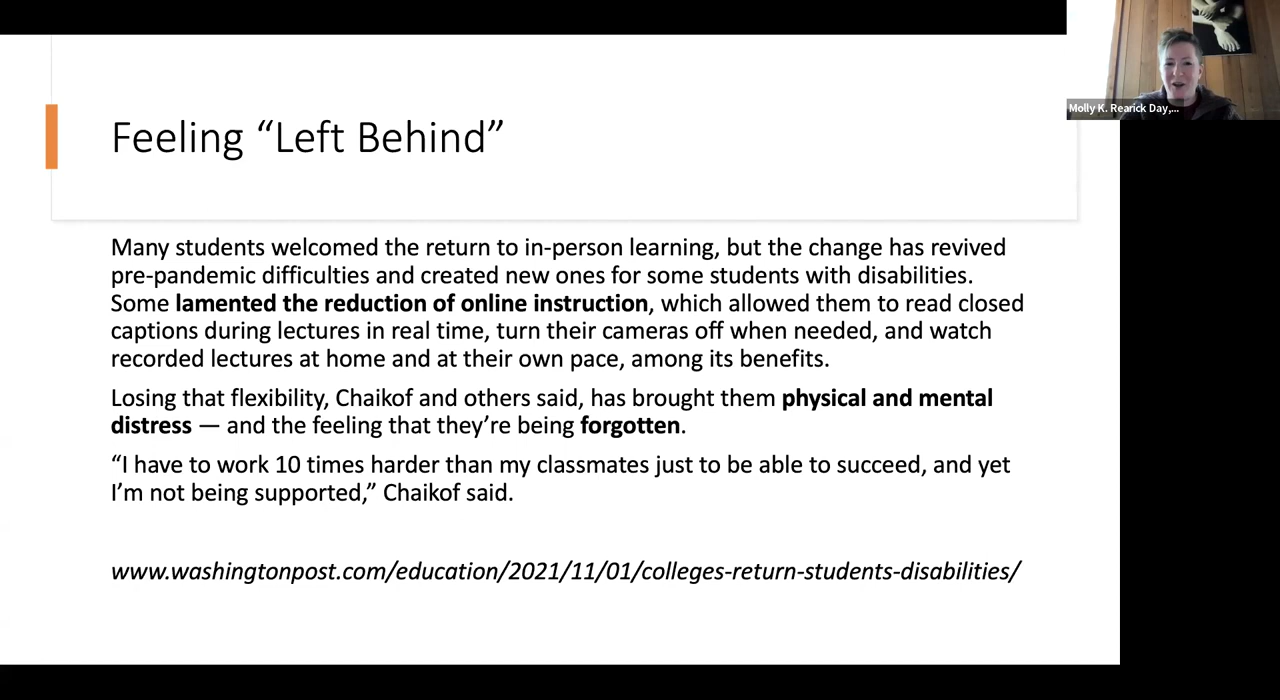 Molly K. Rearick Day,...
Feeling “Left Behind”
Many students welcomed the return to in-person learning, but the change has revived
pre-pandemic difficulties and created new ones for some students with disabilities.
Some lamented the reduction of online instruction, which allowed them to read closed
captions during lectures in real time, turn their cameras off when needed, and watch
recorded lectures at home and at their own pace, among its benefits.
Losing that flexibility, Chaikof and others said, has brought them physical and mental
distress — and the feeling that they’re being forgotten.
“I have to work 10 times harder than my classmates just to be able to succeed, and yet
I’m not being supported,” Chaikof said.
www.washingtonpost.com/education/2021/11/01/colleges-return-students-disabilities/